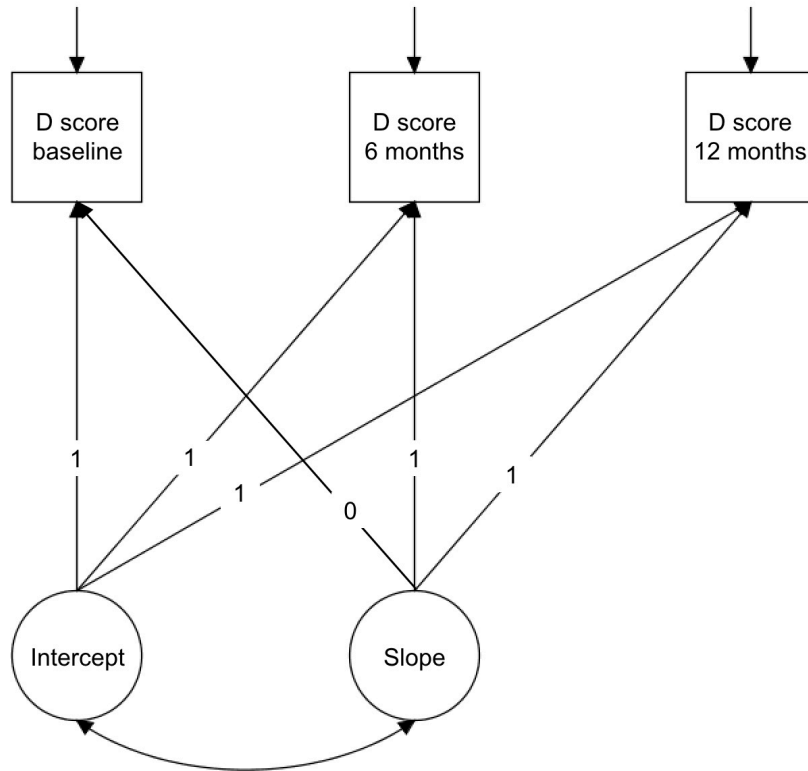 D score
baseline
D score
6 months
D score
12 months
1
1
1
0
1
1
Intercept
Slope